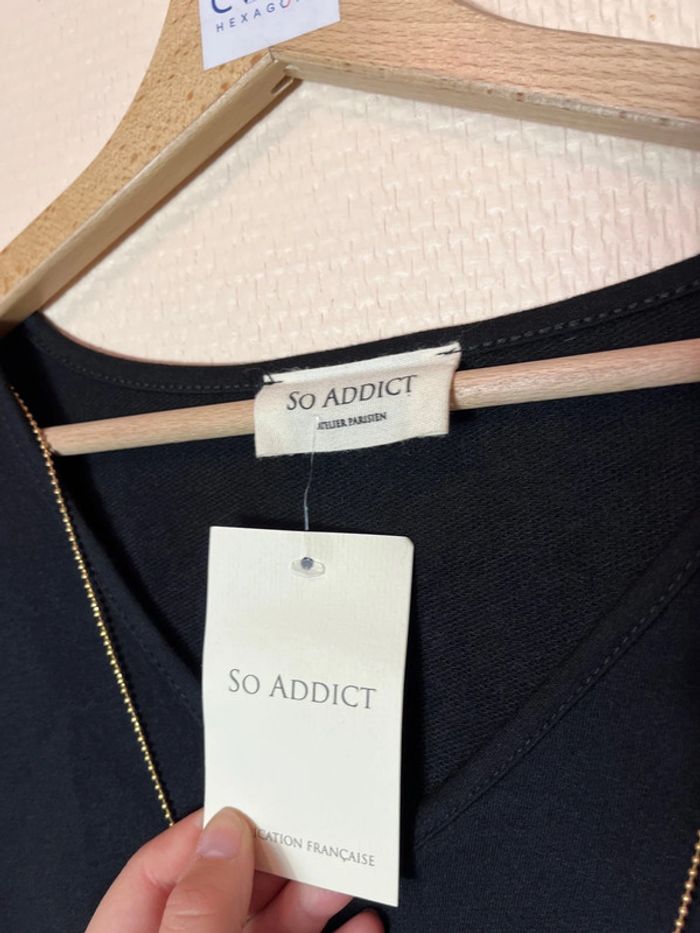 HEXAGO
SO ADDICT
ATELIER PARISIEN
SO ADDICT
ICATION FRANÇAISE